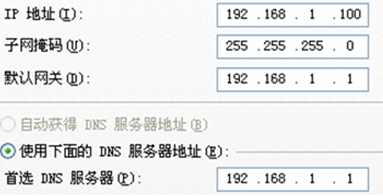 IP 地址(I): 192 .168 . 1 .100
子网掩码(U): 255 .255 .255 . 0
默认网关(D): 192 .168 . 1 . 1
自动获得 DNS 服务器地址(B)
使用下面的 DNS 服务器地址(E):
首选 DNS 服务器(P): 192 .168 . 1 . 1